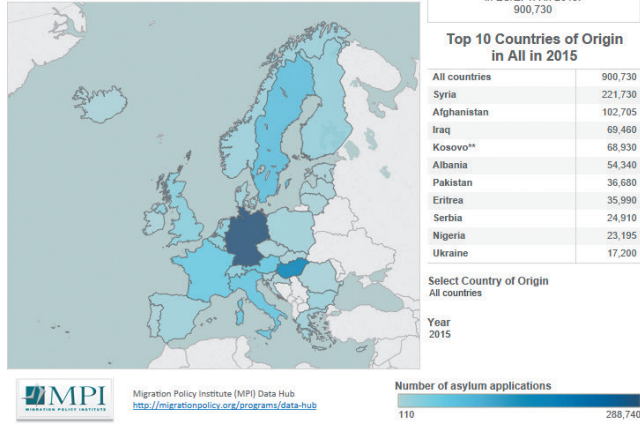 900,730
Top 10 Countries of Origin
in All in 2015
All countries 900,730
Syria 221,730
Afghanistan 102,705
Iraq 69,460
Kosovo** 68,930
Albania 54,340
Pakistan 36,680
Eritrea 35,990
Serbia 24,910
Nigeria 23,195
Ukraine 17,200
Select Country of Origin
All countries
Year
2015
MPI
MIGRATION POLICY INSTITUTE
Migration Policy Institute (MPI) Data Hub
http://migrationpolicy.org/programs/data-hub
Number of asylum applications
110 288,740